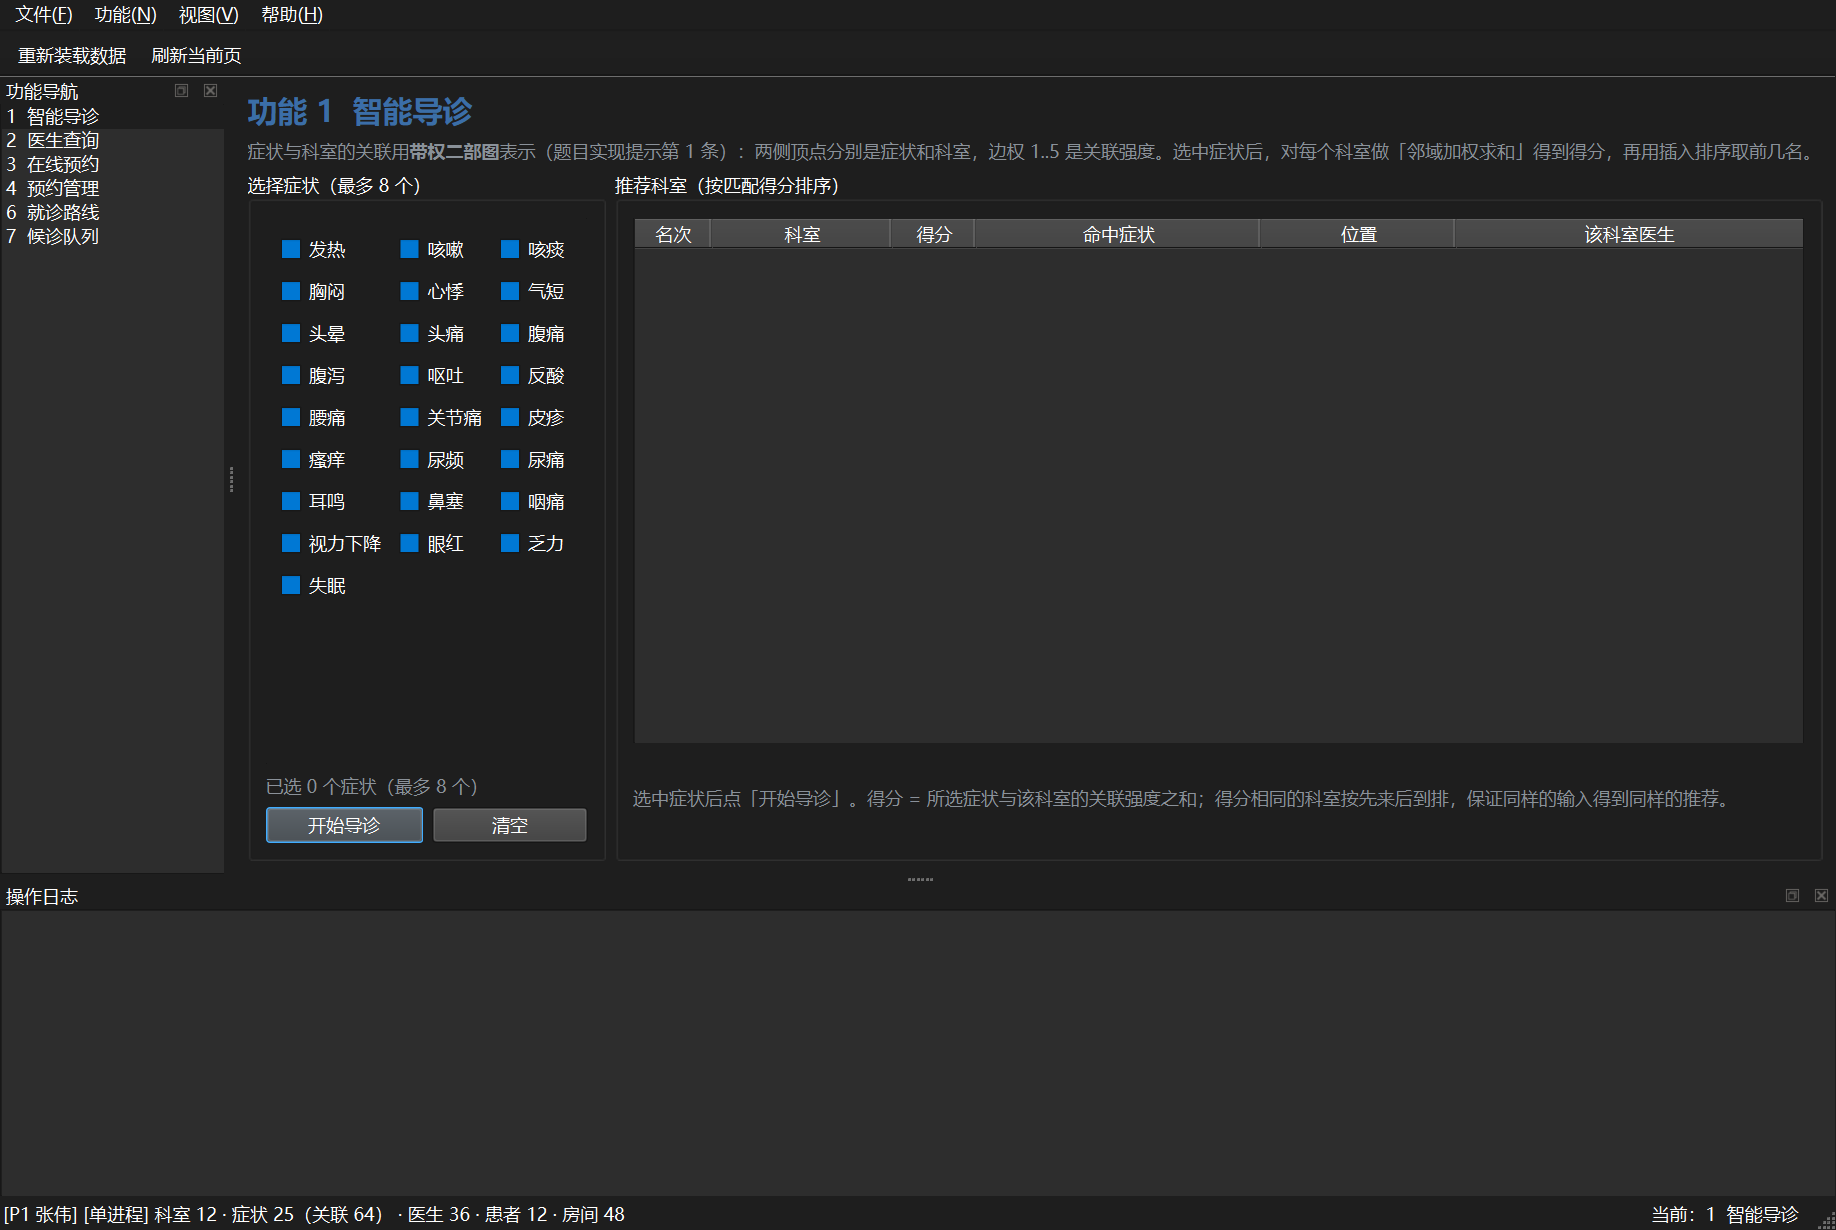 文件(F) 功能(N) 视图(V) 帮助(H)
重新装载数据 刷新当前页
功能导航
1 智能导诊
2 医生查询
3 在线预约
4 预约管理
6 就诊路线
7 候诊队列
功能 1 智能导诊
症状与科室的关联用带权二部图表示（题目实现提示第 1 条）：两侧顶点分别是症状和科室，边权 1..5 是关联强度。选中症状后，对每个科室做「邻域加权求和」得到得分，再用插入排序取前几名。
选择症状（最多 8 个）
发热 咳嗽 咳痰
胸闷 心悸 气短
头晕 头痛 腹痛
腹泻 呕吐 反酸
腰痛 关节痛 皮疹
瘙痒 尿频 尿痛
耳鸣 鼻塞 咽痛
视力下降 眼红 乏力
失眠
已选 0 个症状（最多 8 个）
开始导诊 清空
推荐科室（按匹配得分排序）
名次 科室 得分 命中症状 位置 该科室医生
选中症状后点「开始导诊」。得分 = 所选症状与该科室的关联强度之和；得分相同的科室按先来后到排，保证同样的输入得到同样的推荐。
操作日志
[P1 张伟] [单进程] 科室 12 · 症状 25（关联 64） · 医生 36 · 患者 12 · 房间 48
当前：1 智能导诊